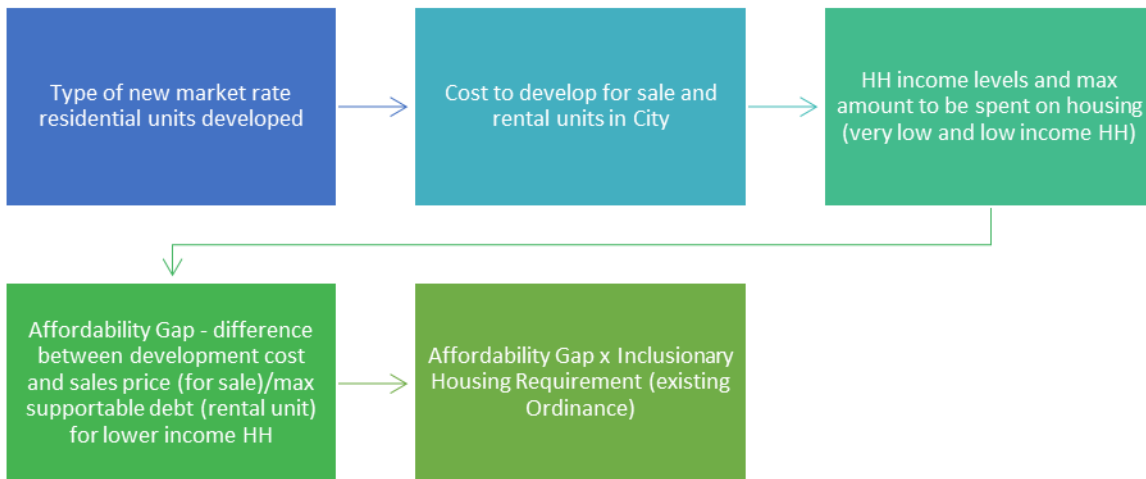 Type of new market rate
residential units developed
Cost to develop for sale and
rental units in City
HH income levels and max
amount to be spent on housing
(very low and low income HH)
Affordability Gap - difference
between development cost
and sales price (for sale)/max
supportable debt (rental unit)
for lower income HH
Affordability Gap x Inclusionary
Housing Requirement (existing
Ordinance)